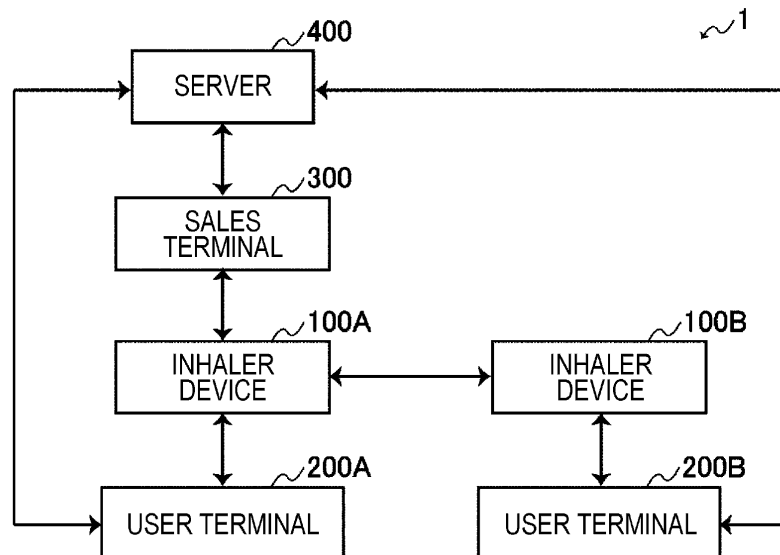 400
1
SERVER
300
SALES
TERMINAL
100A
100B
INHALER
DEVICE
INHALER
DEVICE
200A
200B
USER TERMINAL
USER TERMINAL